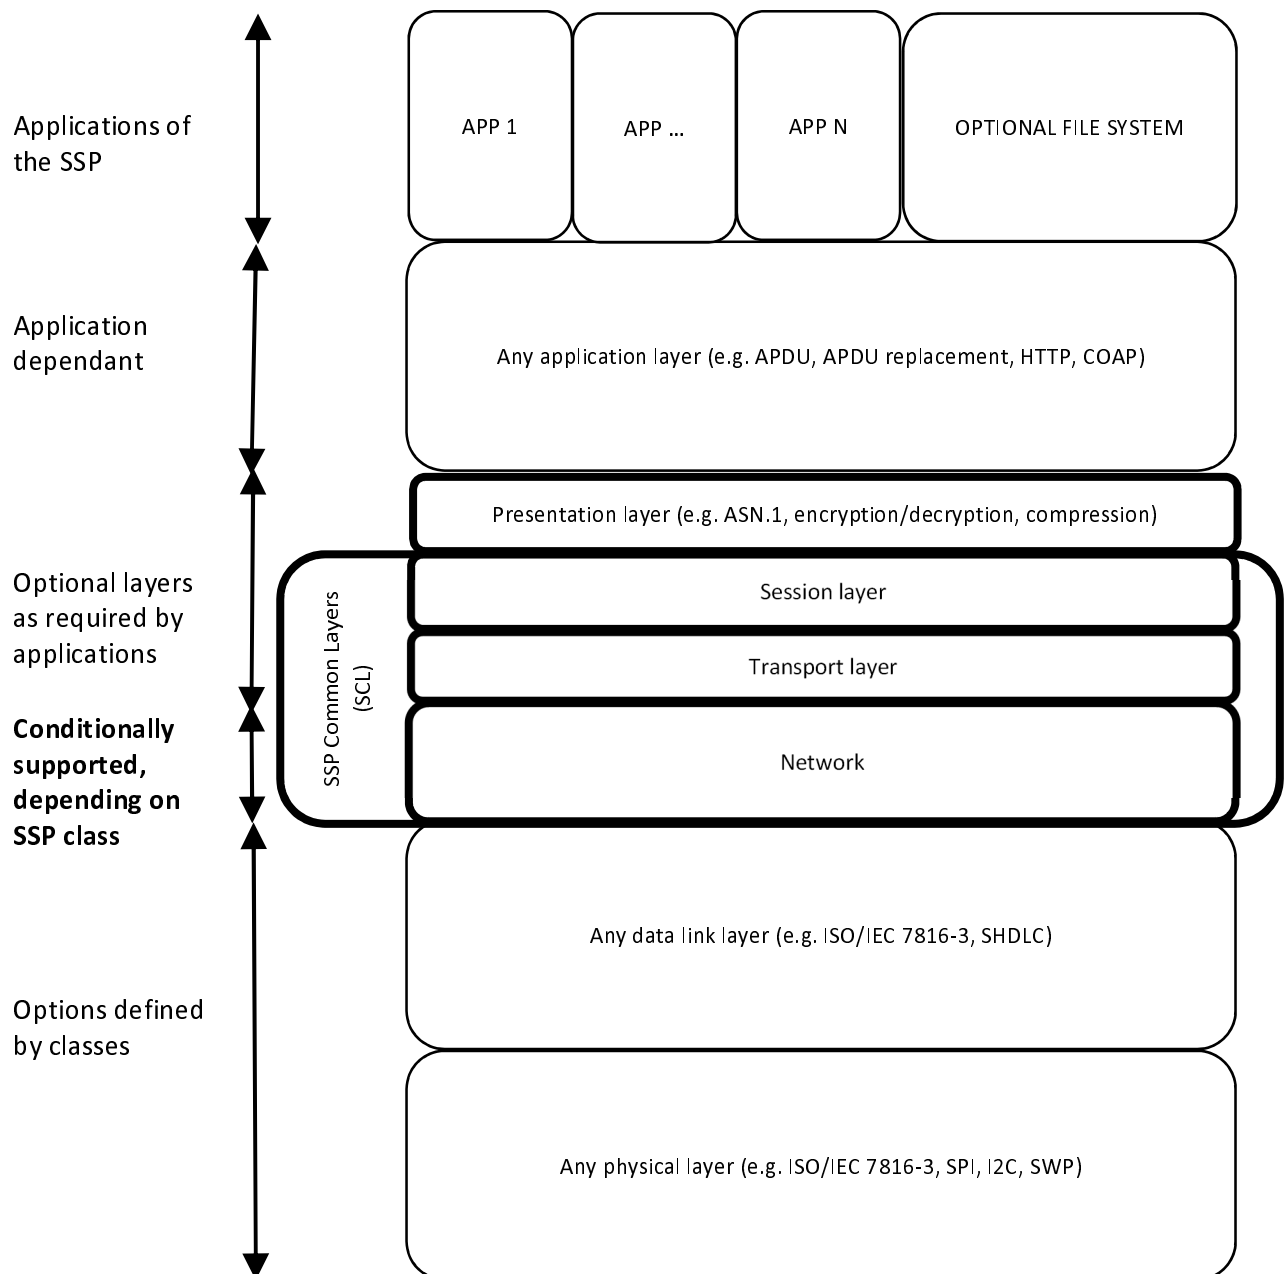 Applications of
the SSP
APP 1
APP ...
APP N
OPTIONAL FILE SYSTEM
Application
dependant
Any application layer (e.g. APDU, APDU replacement, HTTP, COAP)
Presentation layer (e.g. ASN.1, encryption/decryption, compression)
Optional layers
as required by
applications
SSP Common Layers
(SCL)
Session layer
Transport layer
Conditionally
supported,
depending on
SSP class
Network
Any data link layer (e.g. ISO/IEC 7816-3, SHDLC)
Options defined
by classes
Any physical layer (e.g. ISO/IEC 7816-3, SPI, I2C, SWP)